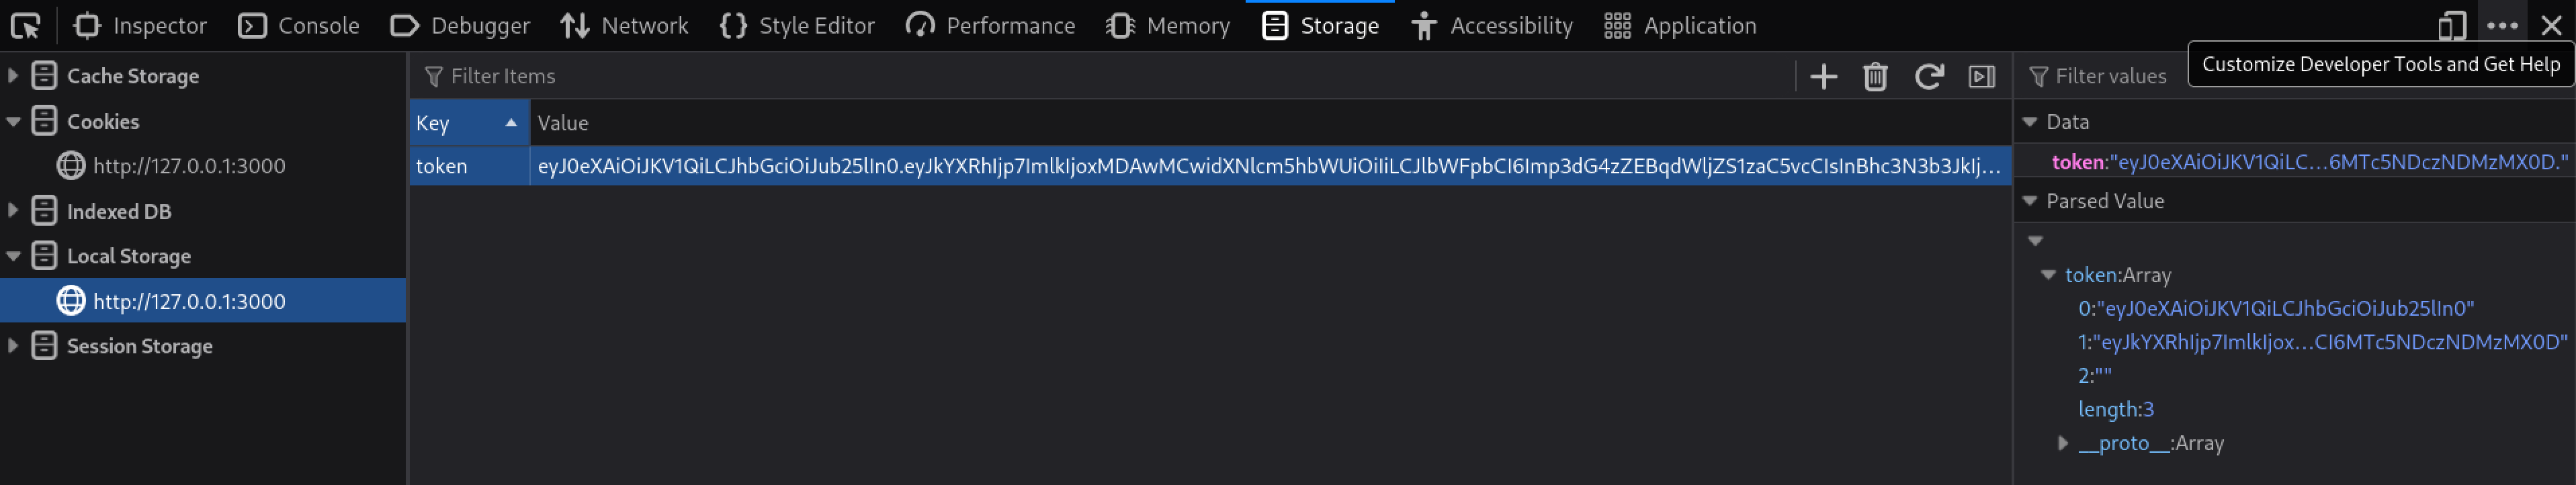 Inspector Console Debugger Network Style Editor Performance Memory Storage Accessibility Application
Customize Developer Tools and Get Help
Cache Storage
Cookies
http://127.0.0.1:3000
Indexed DB
Local Storage
http://127.0.0.1:3000
Session Storage
Filter Items
Key Value
token eyJ0eXAiOiJKV1QiLCJhbGciOiJub25lIn0.eyJkYXRhIjp7ImlkIjoxMDAwMCwidXNlcm5hbWUiOiIiLCJlbWFpbCI6Imp3dG4zZEBqdWljZS1zaC5vcCIsInBhc3N3b3JkIj...
Filter values
Data
token:"eyJ0eXAiOiJKV1QiLC...6MTc5NDczNDMzMX0D."
Parsed Value
token:Array
0:"eyJ0eXAiOiJKV1QiLCJhbGciOiJub25lIn0"
1:"eyJkYXRhIjp7ImlkIjox...CI6MTc5NDczNDMzMX0D"
2:""
length:3
__proto__:Array